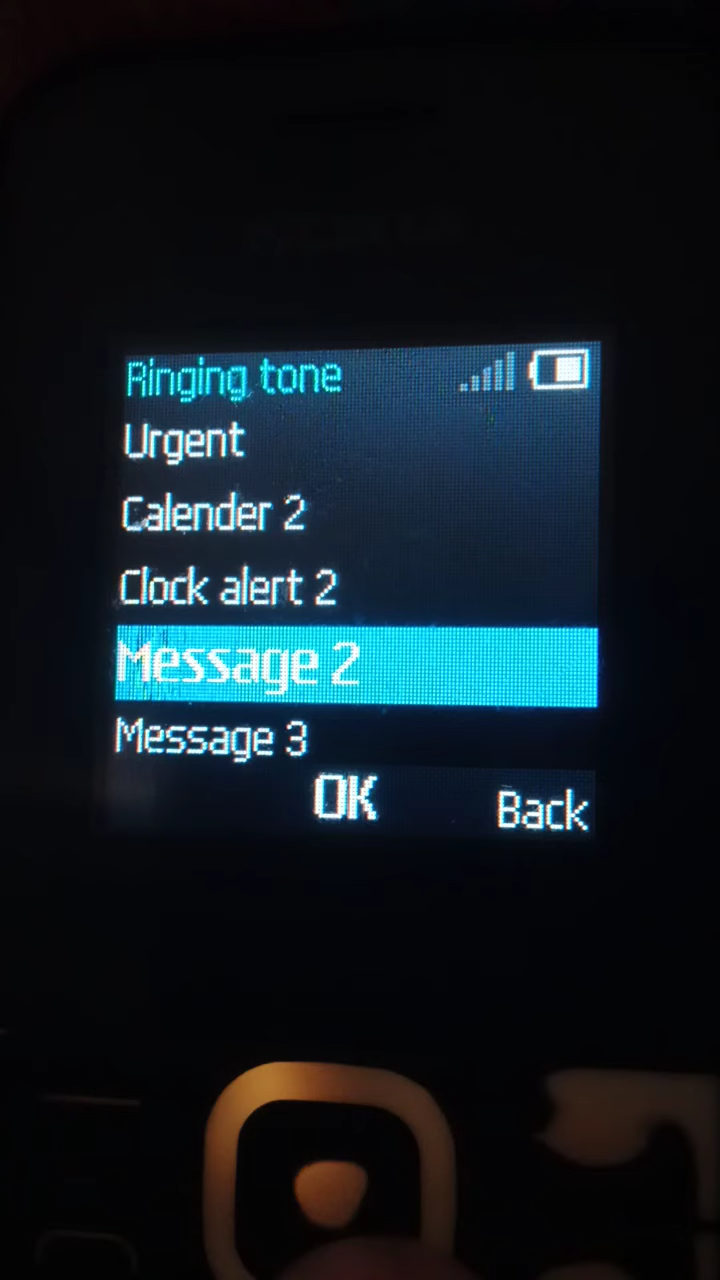 Ringing tone
Urgent
Calender 2
Clock alert 2
Message 2
Message 3
OK
Back